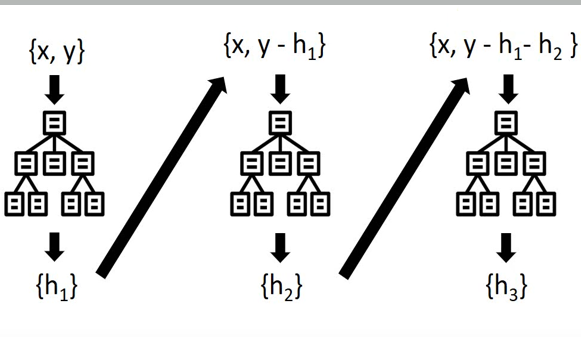 {x, y}
{x, y - h₁}
{x, y - h₁- h₂ }
{h₁}
{h₂}
{h₃}